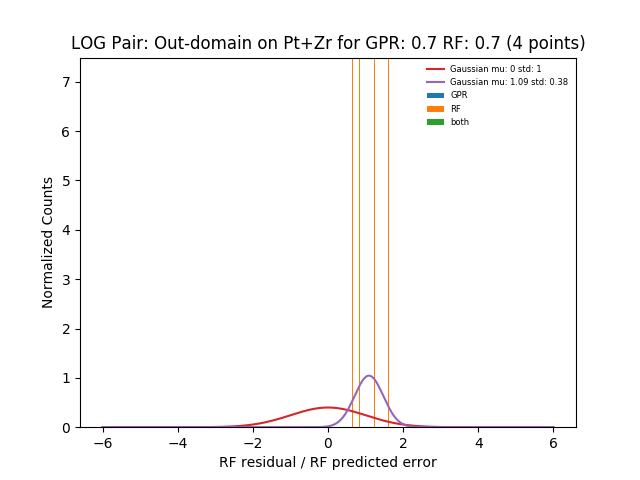 LOG Pair: Out-domain on Pt+Zr for GPR: 0.7 RF: 0.7 (4 points)
Gaussian mu: 0 std: 1
Gaussian mu: 1.09 std: 0.38
GPR
RF
both
Normalized Counts
7
6
5
4
3
2
1
0
−6 −4 −2 0 2 4 6
RF residual / RF predicted error